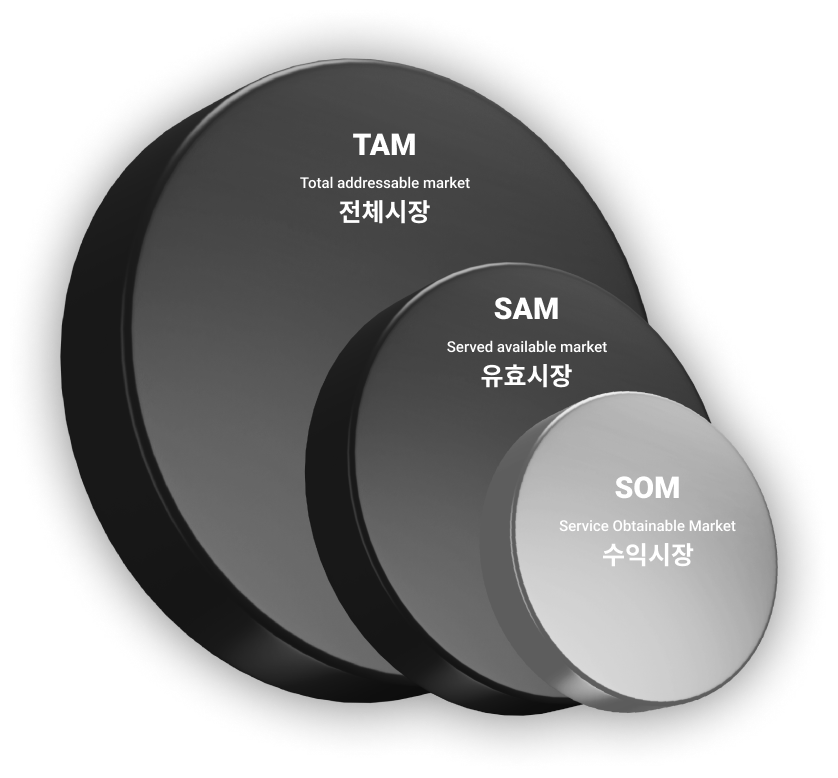 TAM
Total addressable market
전체시장
SAM
Served available market
유효시장
SOM
Service Obtainable Market
수익시장